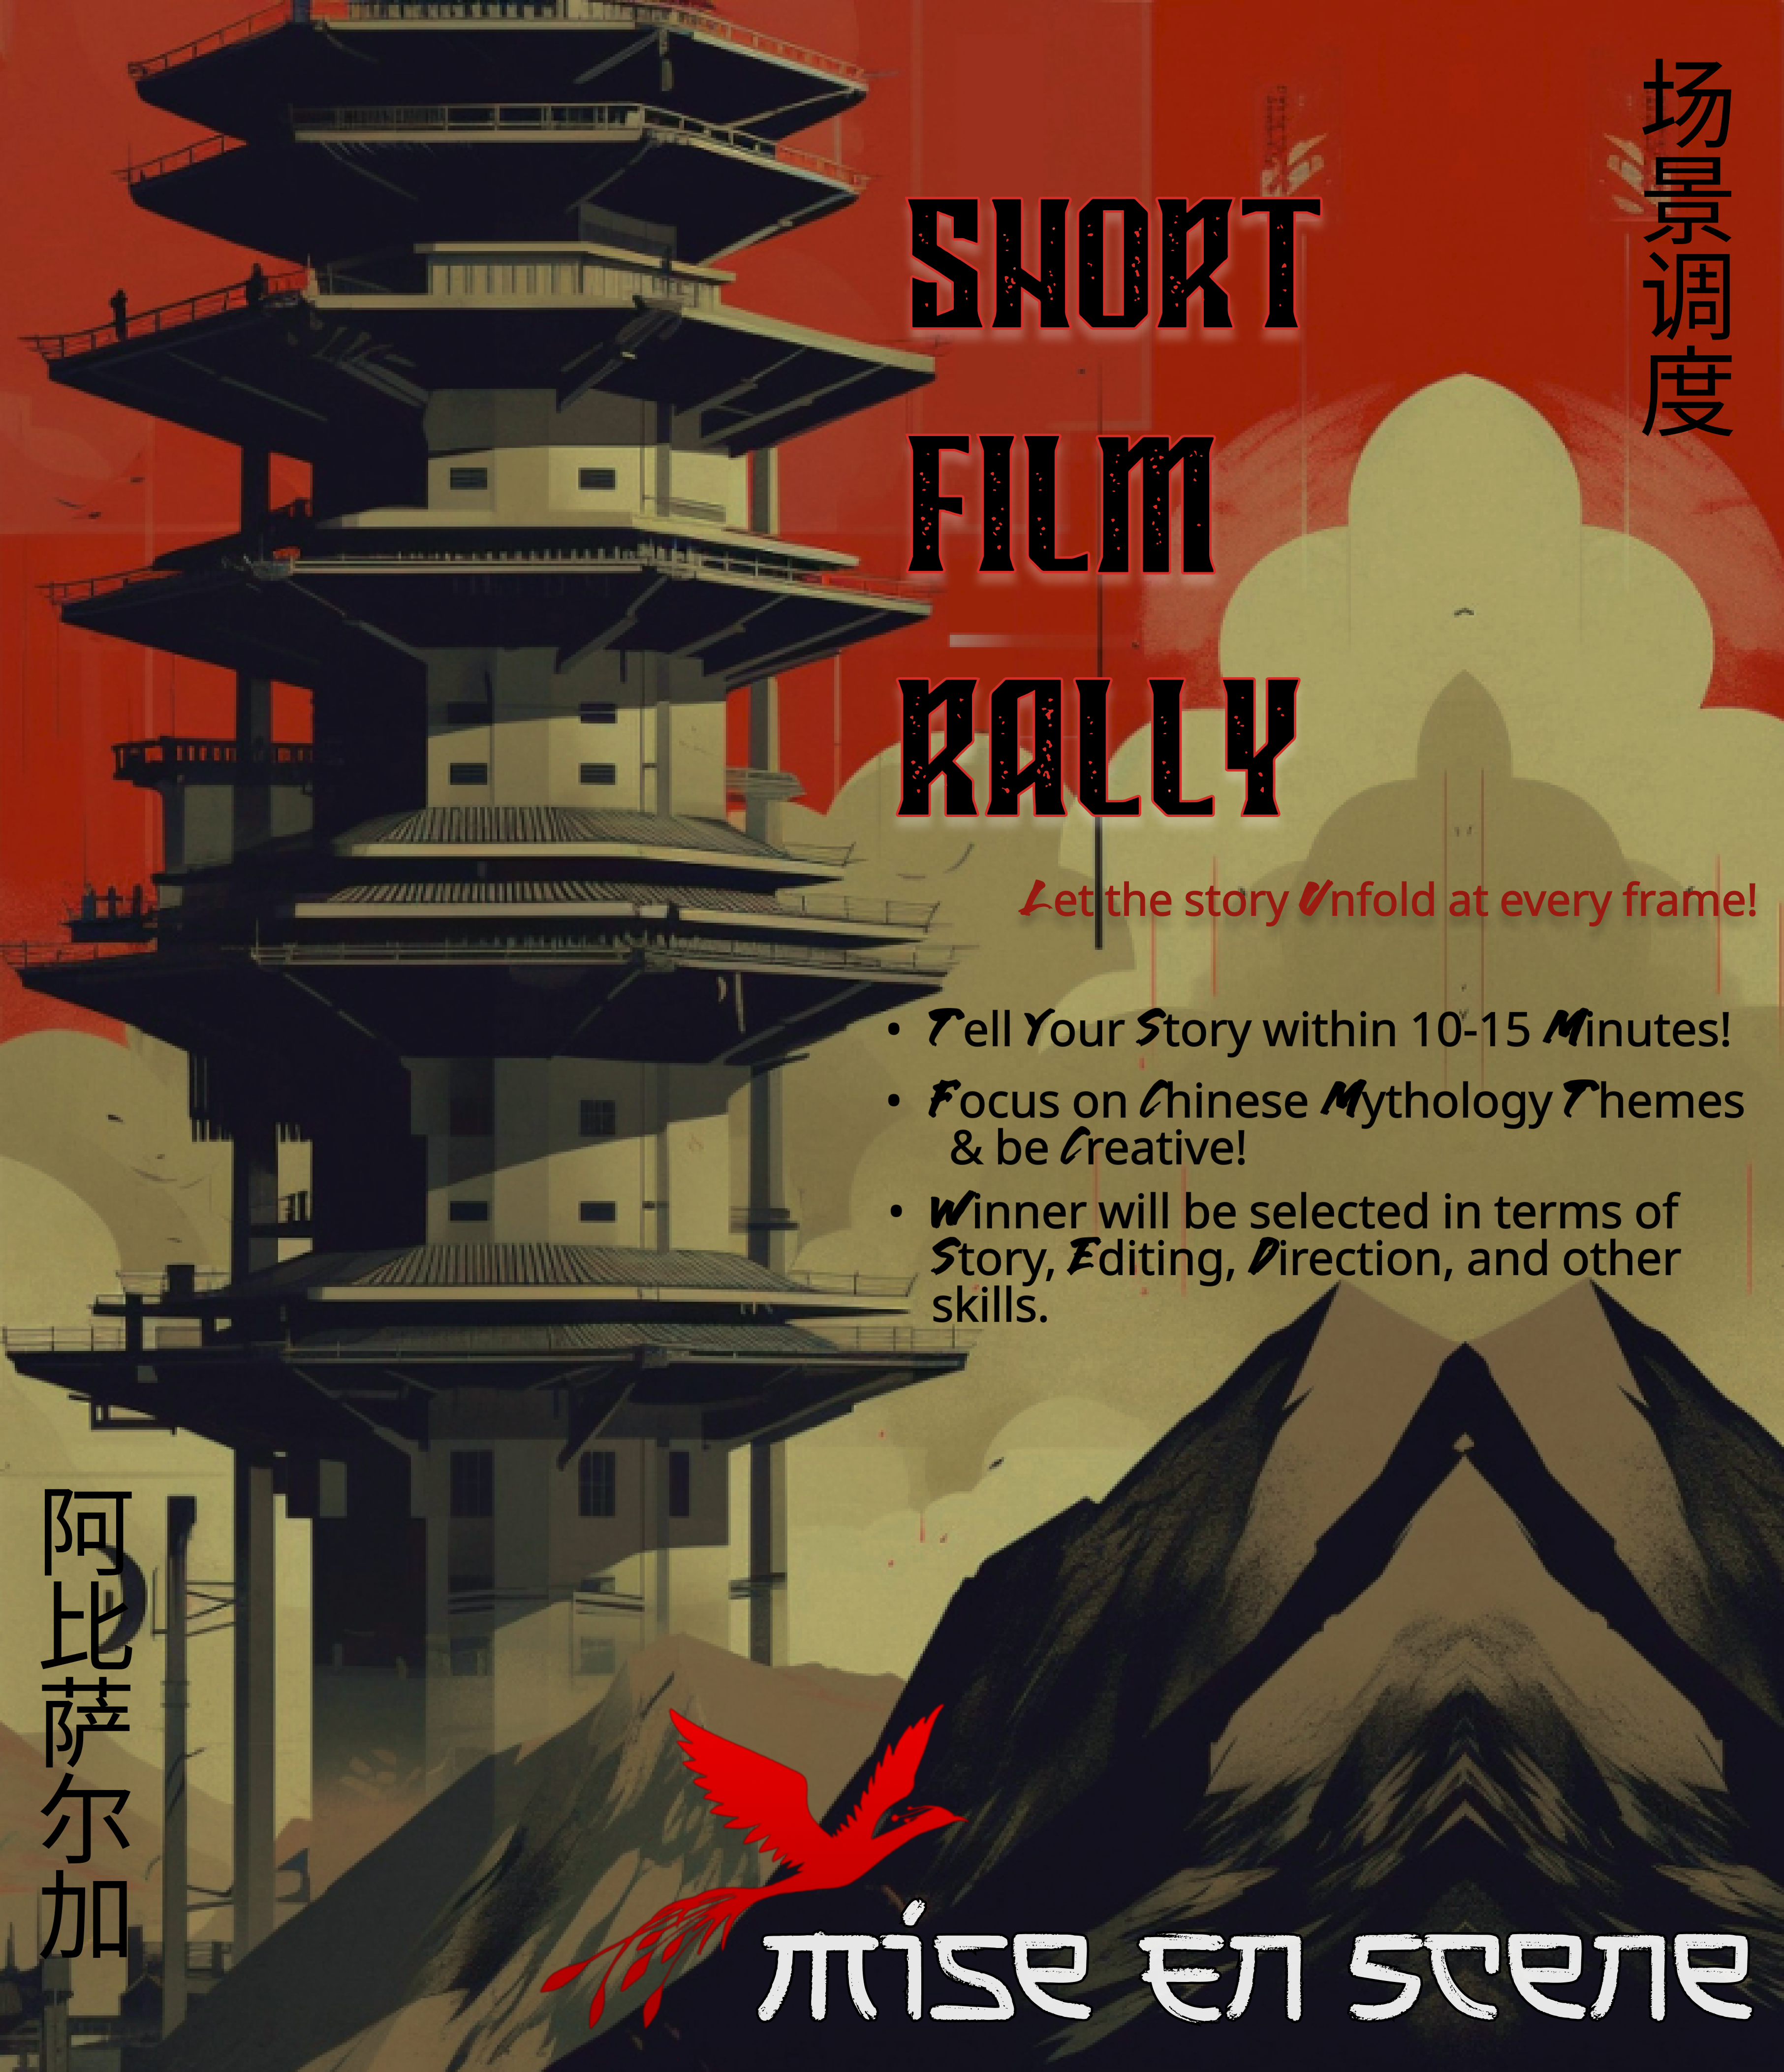 场景调度
SHORT
FILM
RALLY
Let the story Unfold at every frame!
• Tell Your Story within 10-15 Minutes!
• Focus on Chinese Mythology Themes
& be Creative!
• Winner will be selected in terms of
Story, Editing, Direction, and other
skills.
阿比萨尔加
mise en scene